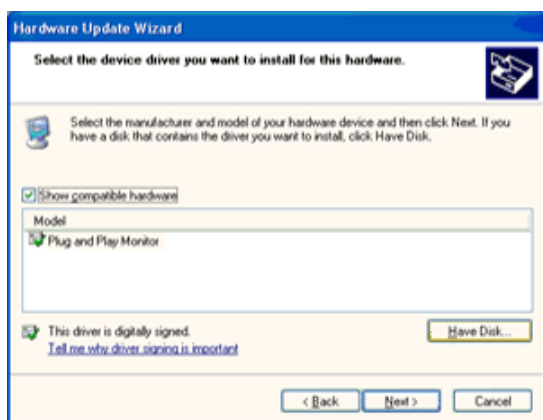 Hardware Update Wizard
Select the device driver you want to install for this hardware.
Select the manufacturer and model of your hardware device and then click Next. If you
have a disk that contains the driver you want to install, click Have Disk.
Show compatible hardware
Model
Plug and Play Monitor
This driver is digitally signed.
Have Disk...
Tell me why driver signing is important
< Back
Next >
Cancel